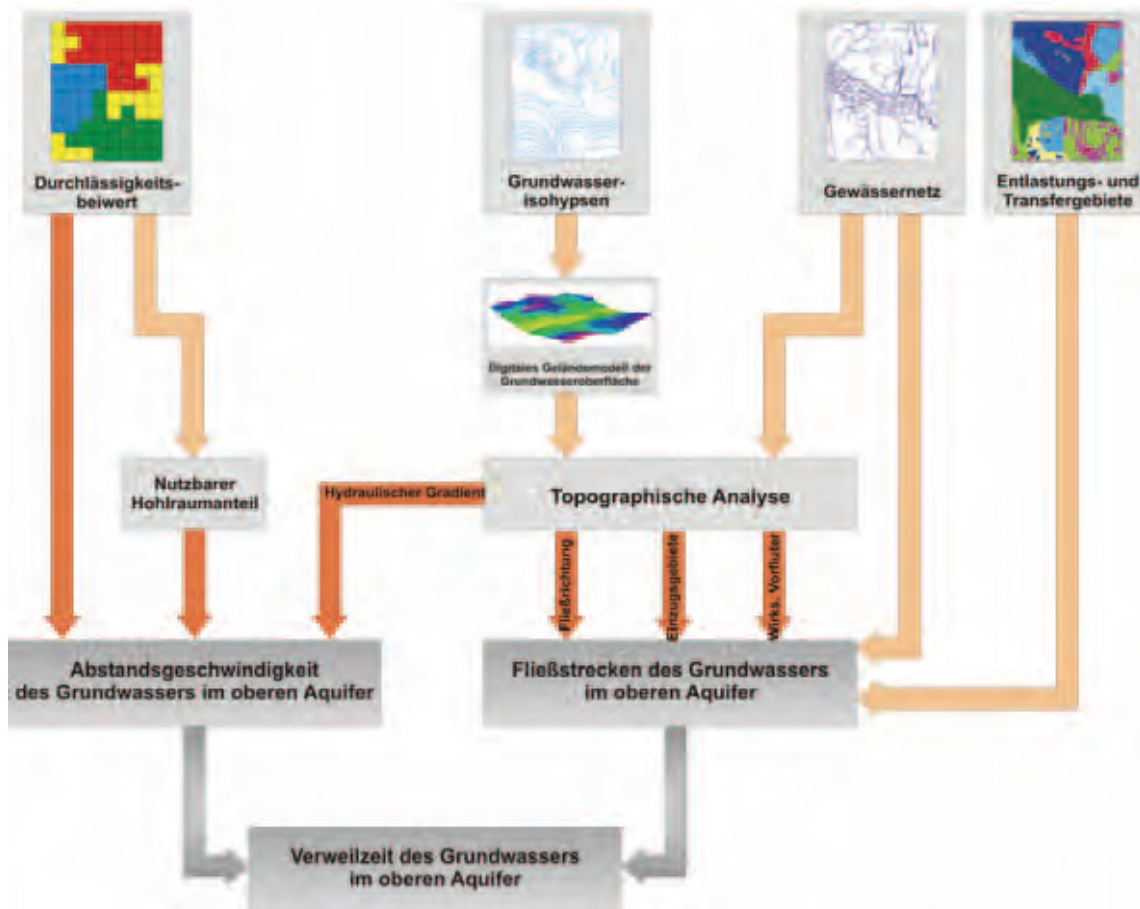 Durchlässigkeits-
beiwert
Grundwasser-
isohypsen
Gewässernetz
Entlastungs- und
Transfergebiete
Digitales Geländemodell der
Grundwasseroberfläche
Nutzbarer
Hohlraumanteil
Hydraulischer Gradient
Topographische Analyse
Fließrichtung
Einzugsgebiete
Wirks. Vorfluter
Abstandsgeschwindigkeit
t des Grundwassers im oberen Aquifer
Fließstrecken des Grundwassers
im oberen Aquifer
Verweilzeit des Grundwassers
im oberen Aquifer